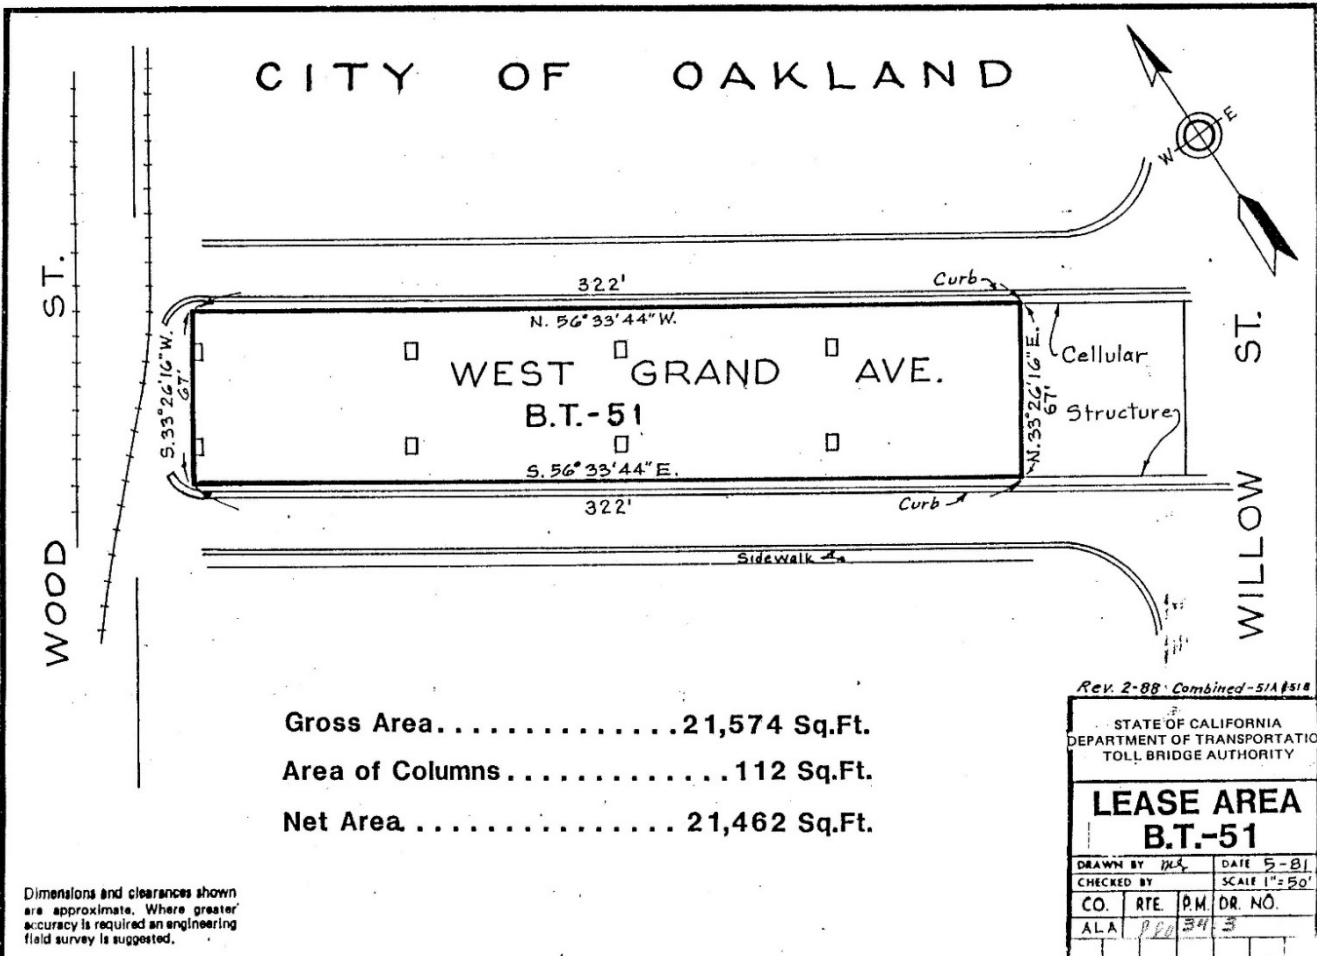 CITY OF OAKLAND
E
W
ST.
WOOD
322'
Curb
N. 56°33'44"W.
S. 33°26'16"W.
67'
WEST GRAND AVE.
B.T.-51
N. 33°26'16"E.
67'
Cellular
Structure
ST.
WILLOW
S. 56°33'44"E.
322'
Curb
Sidewalk
Rev. 2-88 Combined-51A & 51B
Gross Area..............21,574 Sq.Ft.
Area of Columns.............112 Sq.Ft.
Net Area................21,462 Sq.Ft.
STATE OF CALIFORNIA
DEPARTMENT OF TRANSPORTATIO
TOLL BRIDGE AUTHORITY
LEASE AREA
B.T.-51
DRAWN BY DATE 5-81
CHECKED BY SCALE 1"=50'
CO. RTE. P.M. DR. NO.
ALA 34 3
Dimensions and clearances shown
are approximate. Where greater
accuracy is required an engineering
field survey is suggested.